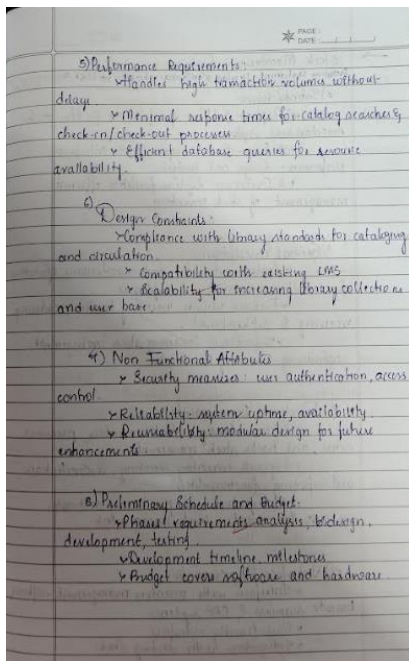 PAGE:
DATE:
5) Performance Requirements:
➤ Handles high transaction volumes without
delays
➤ Minimal response times for catalog searches &
check-in/check-out processes.
➤ Efficient database queries for resource
availability.
6)
Design Constraints:
➤ Compliance with library standards for cataloging
and circulation.
➤ Compatibility with existing LMS
➤ Scalability for increasing library collections
and user base
7) Non Functional Attributes
➤ Security measures: user authentication, access
control.
➤ Reliability: system uptime, availability
➤ Reusability: modular design for future
enhancements
8) Preliminary Schedule and Budget:
➤ Phases requirements analysis, design,
development, testing.
➤ Development timeline milestones
➤ Budget covers software and hardware.